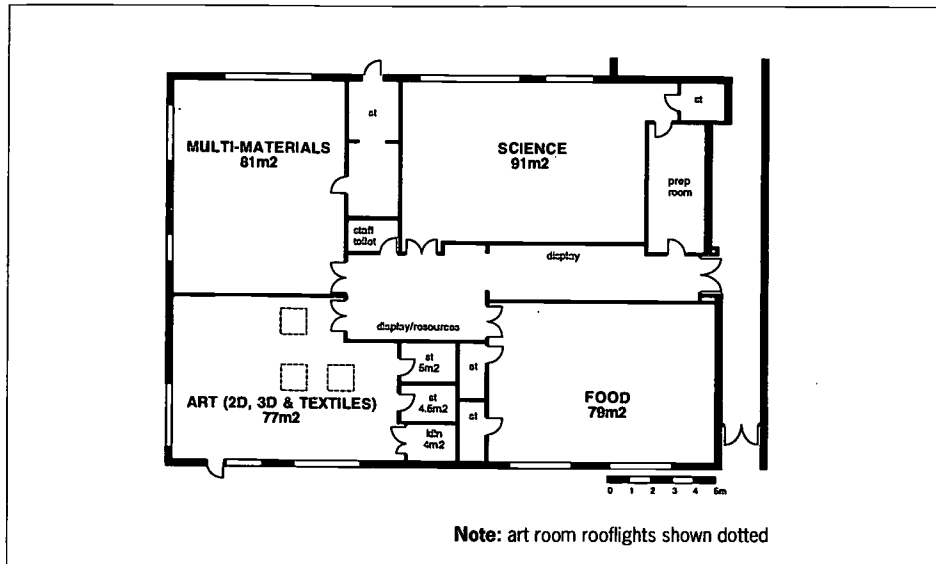 st
MULTI-MATERIALS
81m2
SCIENCE
91m2
st
prep
room
staff
toilet
display
display/resources
st
5m2
st
ART (2D, 3D & TEXTILES)
77m2
st
4.5m2
st
kiln
4m2
FOOD
79m2
0 1 2 3 4 5m
Note: art room rooflights shown dotted